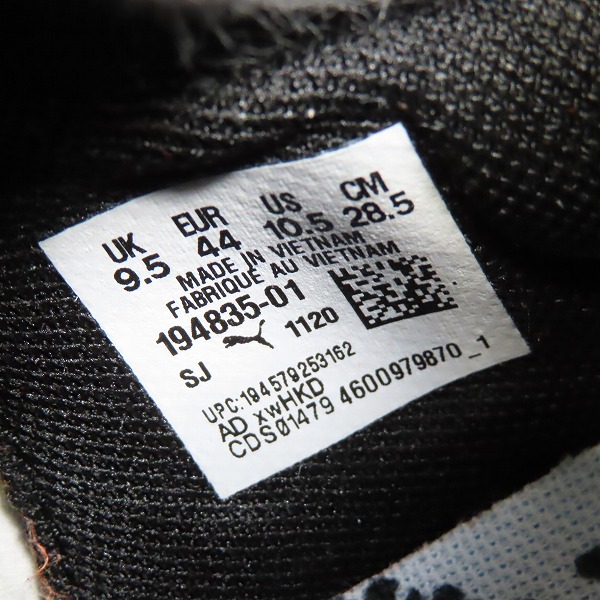 UK EUR US CM
9.5 44 10.5 28.5
MADE IN VIETNAM
FABRIQUE AU VIETNAM
194835-01
SJ 1120
UPC:194579253162
AD xwHKD
CDS01479 4600979870_1